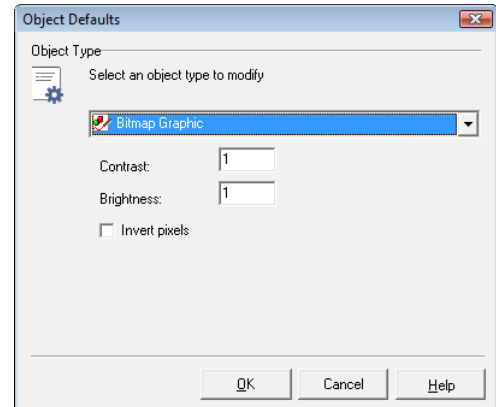 Object Defaults
Object Type
Select an object type to modify
Bitmap Graphic
Contrast: 1
Brightness: 1
Invert pixels
OK Cancel Help